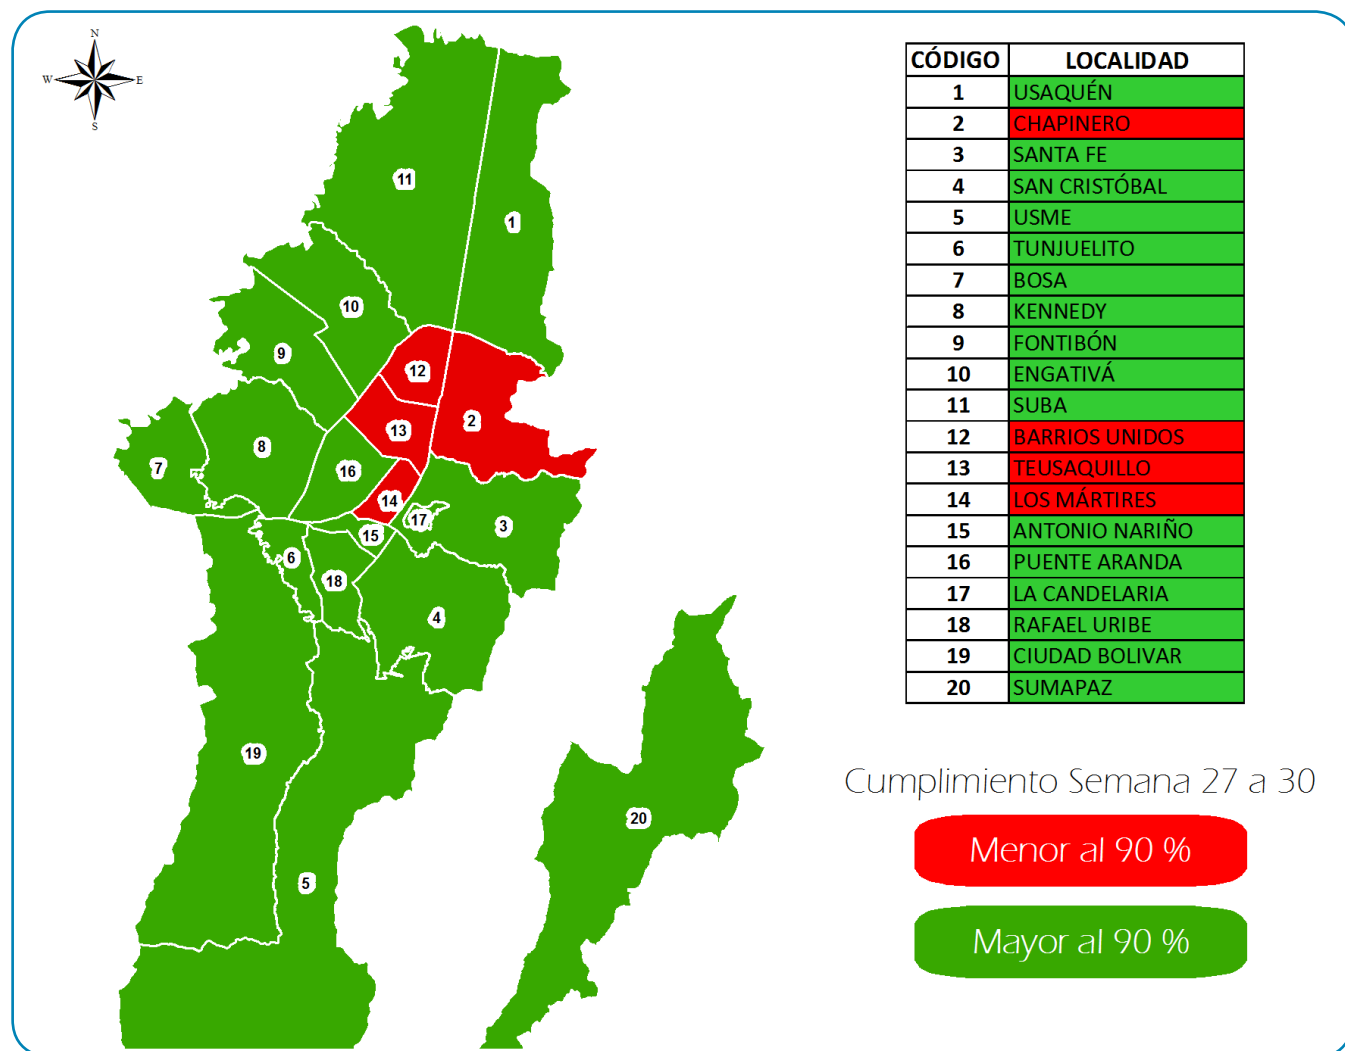 N
W E
S
11
1
10
9
12
2
13
8
7
16
14
17
3
15
6
18
4
19
20
5
CÓDIGO LOCALIDAD
1 USAQUÉN
2 CHAPINERO
3 SANTA FE
4 SAN CRISTÓBAL
5 USME
6 TUNJUELITO
7 BOSA
8 KENNEDY
9 FONTIBÓN
10 ENGATIVÁ
11 SUBA
12 BARRIOS UNIDOS
13 TEUSAQUILLO
14 LOS MÁRTIRES
15 ANTONIO NARIÑO
16 PUENTE ARANDA
17 LA CANDELARIA
18 RAFAEL URIBE
19 CIUDAD BOLIVAR
20 SUMAPAZ
Cumplimiento Semana 27 a 30
Menor al 90 %
Mayor al 90 %